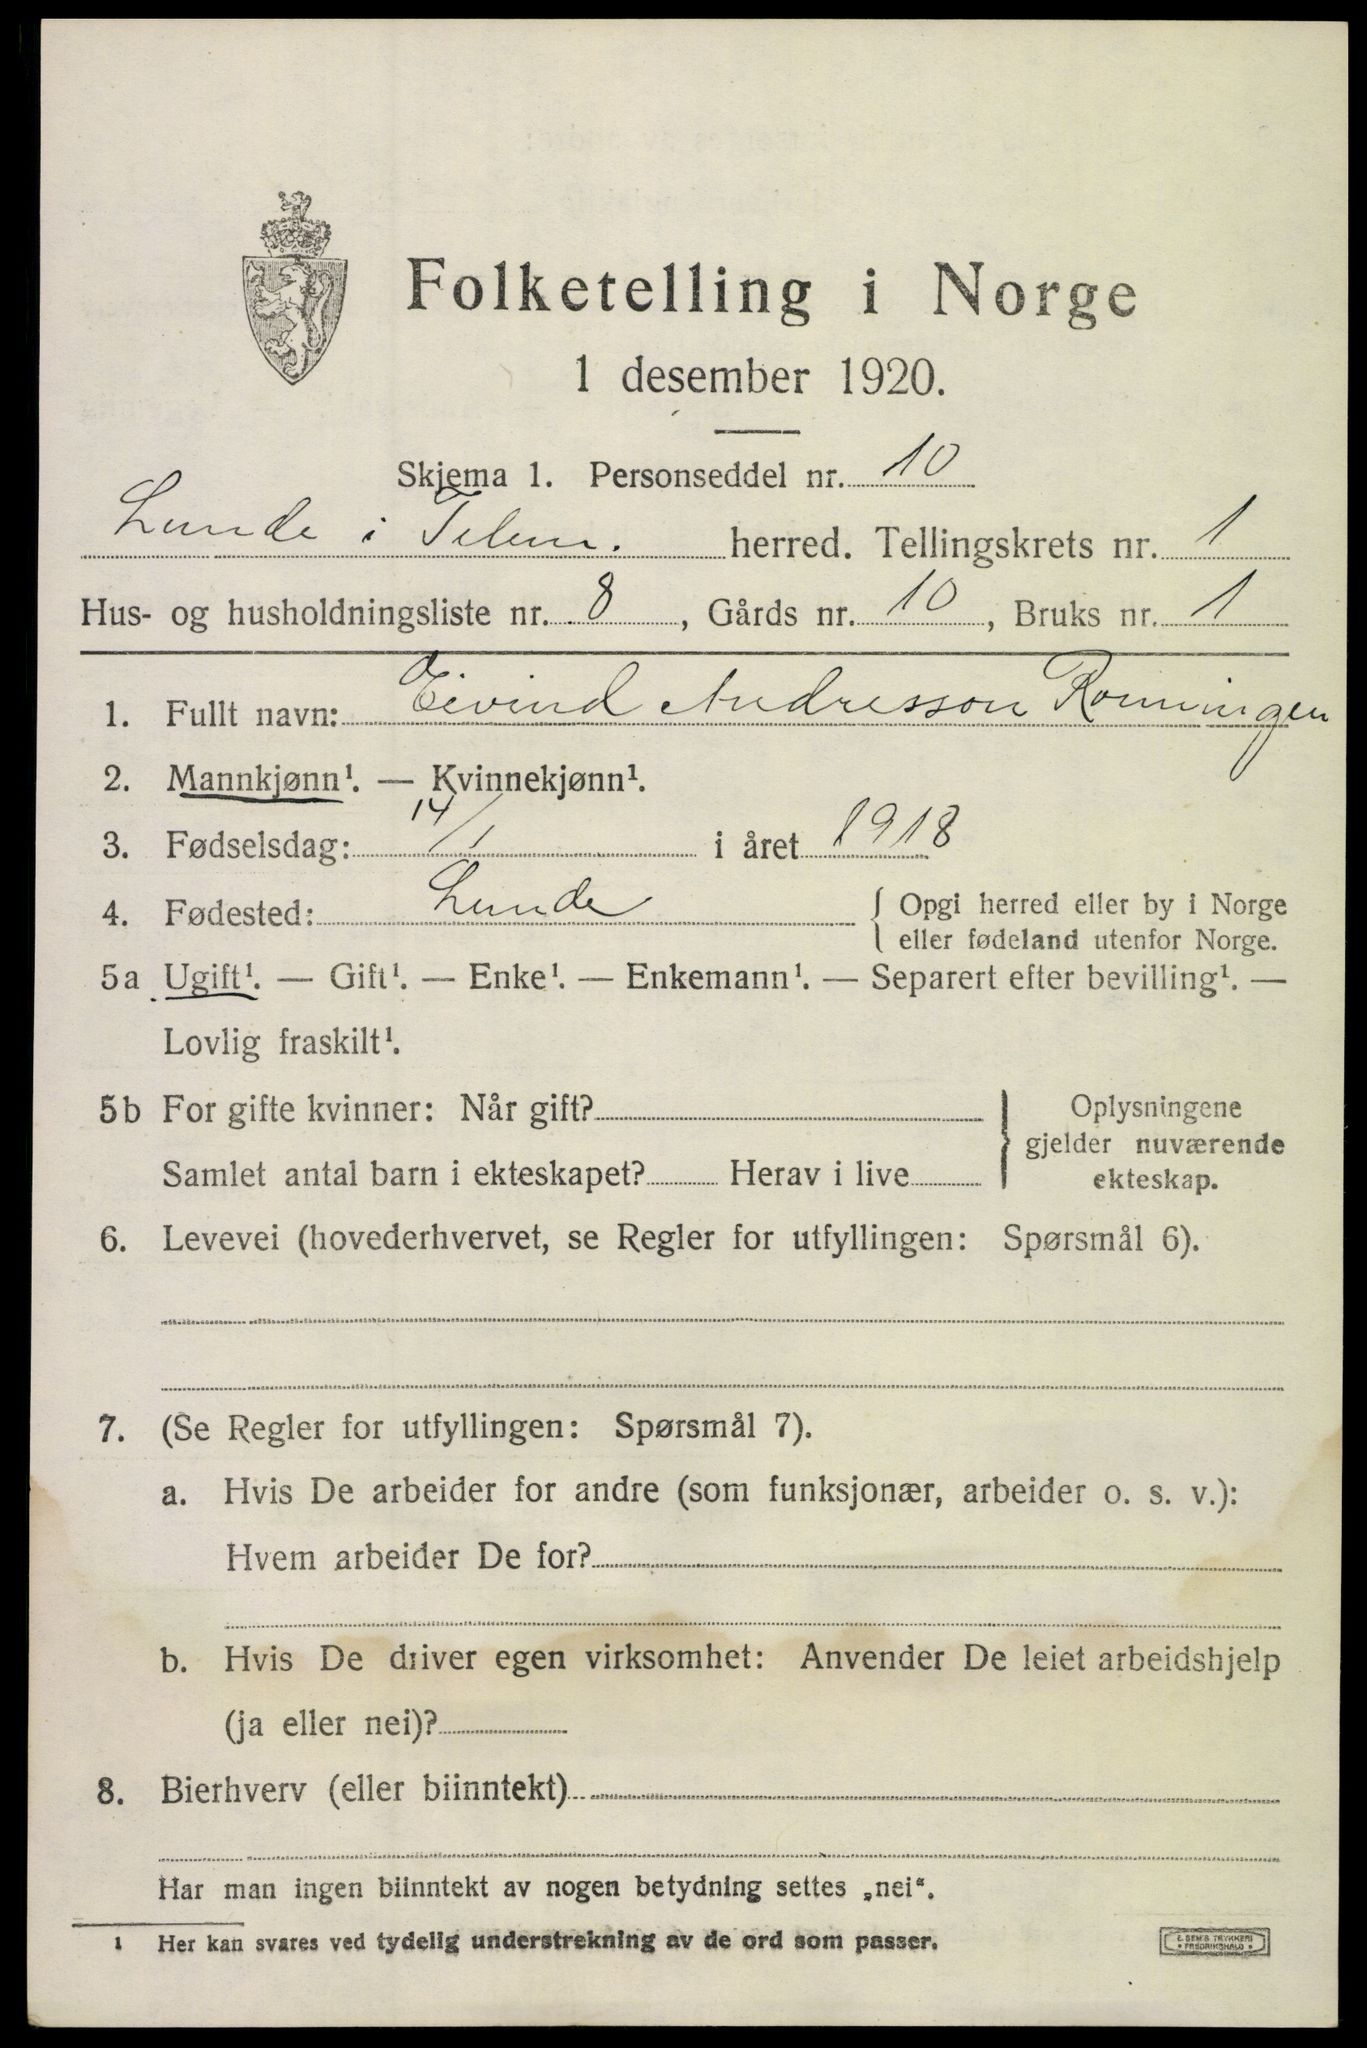 Folketelling i Norge
1 desember 1920.
Skjema 1. Personseddel nr. 10
Lunde i Telem. herred. Tellingskrets nr. 1
Hus- og husholdningsliste nr. 8, Gårds nr. 10, Bruks nr. 1
1. Fullt navn: Eivind Andresson Rønningen
2. Mannkjønn¹. — Kvinnekjønn¹.
3. Fødselsdag: 14/1 i året 1918
4. Fødested: Lunde { Opgi herred eller by i Norge
eller fødeland utenfor Norge.
5a Ugift¹. — Gift¹. — Enke¹. — Enkemann¹. — Separert efter bevilling¹. —
Lovlig fraskilt¹.
5b For gifte kvinner: Når gift? } Oplysningene
gjelder nuværende
Samlet antal barn i ekteskapet? Herav i live ekteskap.
6. Levevei (hovederhvervet, se Regler for utfyllingen: Spørsmål 6).
7. (Se Regler for utfyllingen: Spørsmål 7).
a. Hvis De arbeider for andre (som funksjonær, arbeider o. s. v.):
Hvem arbeider De for?
b. Hvis De driver egen virksomhet: Anvender De leiet arbeidshjelp
(ja eller nei)?
8. Bierhverv (eller biinntekt)
Har man ingen biinntekt av nogen betydning settes „nei“.
1 Her kan svares ved tydelig understrekning av de ord som passer.
E. SEM'S TRYKKERI
• FREDRIKSHALD •